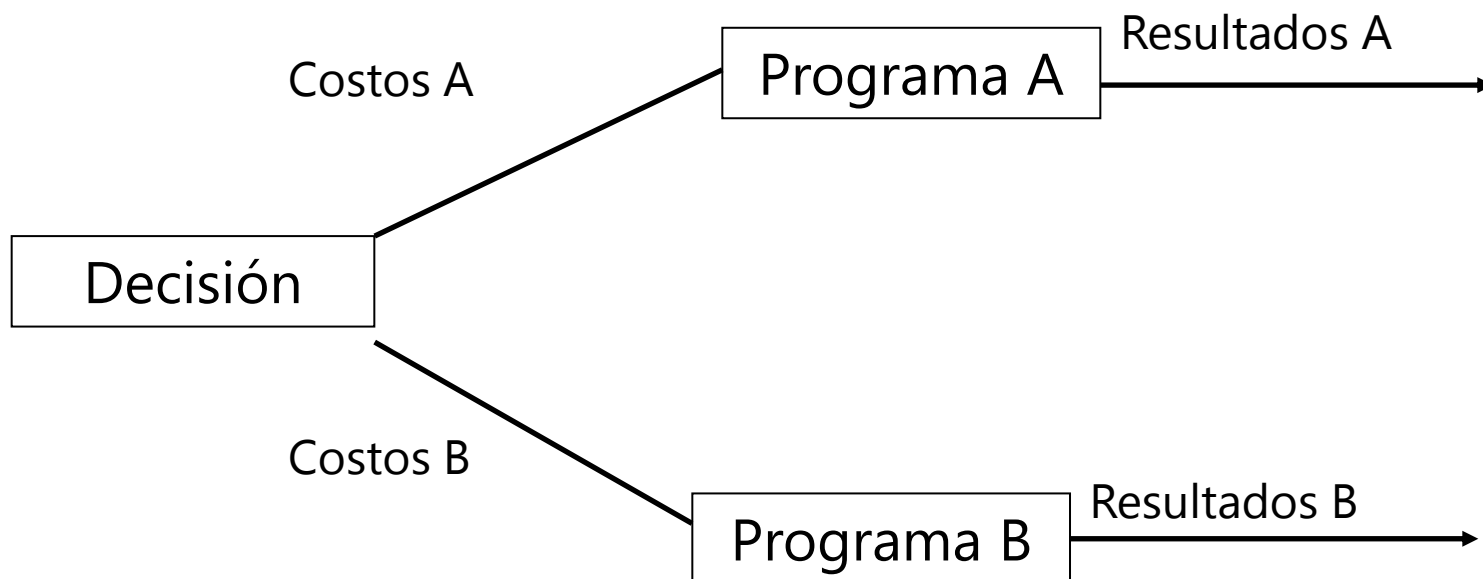 Resultados A
Costos A
Programa A
Decisión
Costos B
Resultados B
Programa B